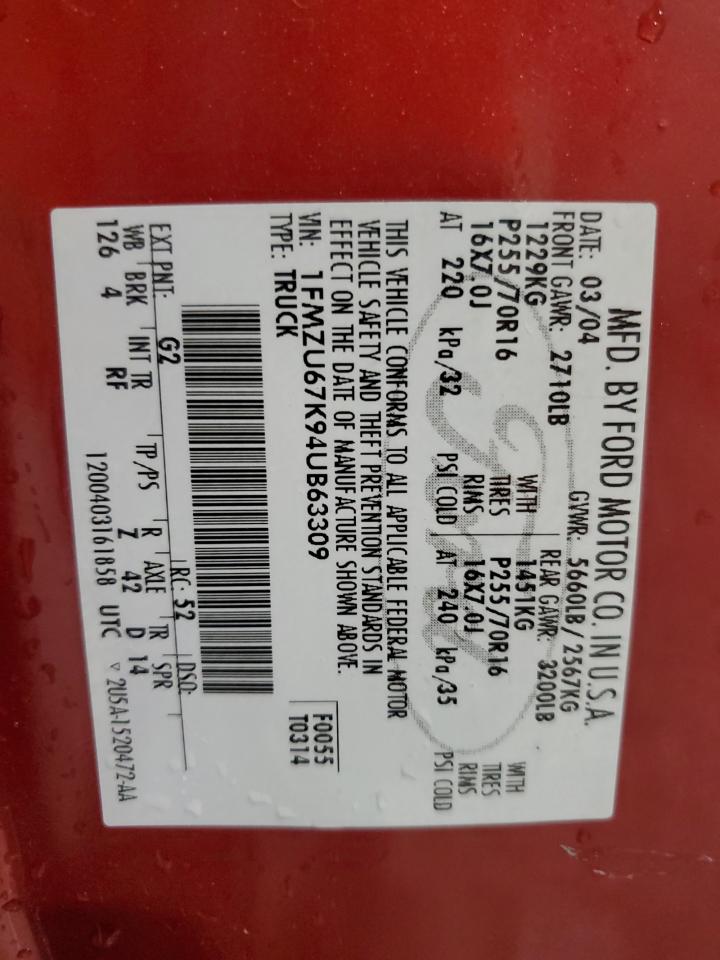 MFD. BY FORD MOTOR CO. IN U.S.A.
DATE: 03/04 GVWR: 5660LB / 2567KG
FRONT GAWR: 2710LB REAR GAWR: 3200LB
1229KG WITH 1451KG WITH
P255/70R16 TIRES P255/70R16 TIRES
16X7.0J RIMS 16X7.0J RIMS
AT 220 kPa/32 PSI COLD AT 240 kPa/35 PSI COLD
THIS VEHICLE CONFORMS TO ALL APPLICABLE FEDERAL MOTOR
VEHICLE SAFETY AND THEFT PREVENTION STANDARDS IN
EFFECT ON THE DATE OF MANUFACTURE SHOWN ABOVE.
VIN: 1FMZU67K94UB63309 F0055
TYPE: TRUCK T0314
EXT PNT: G2 RC: 52 DSO:
WB BRK INT TR TP/PS R AXLE TR SPR
126 4 RF Z 42 D 14
1200403161858 UTC ▽ 2U5A-1520472-AA
Ford